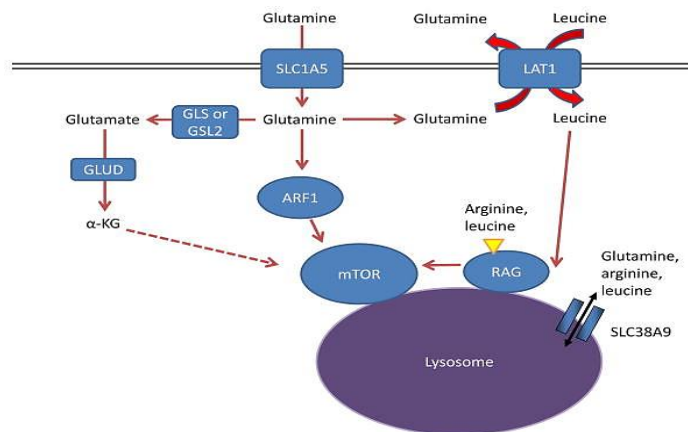 Glutamine
Glutamine
Leucine
SLC1A5
LAT1
Glutamate
GLS or
GSL2
Glutamine
Glutamine
Leucine
GLUD
ARF1
α-KG
Arginine,
leucine
mTOR
RAG
Glutamine,
arginine,
leucine
SLC38A9
Lysosome